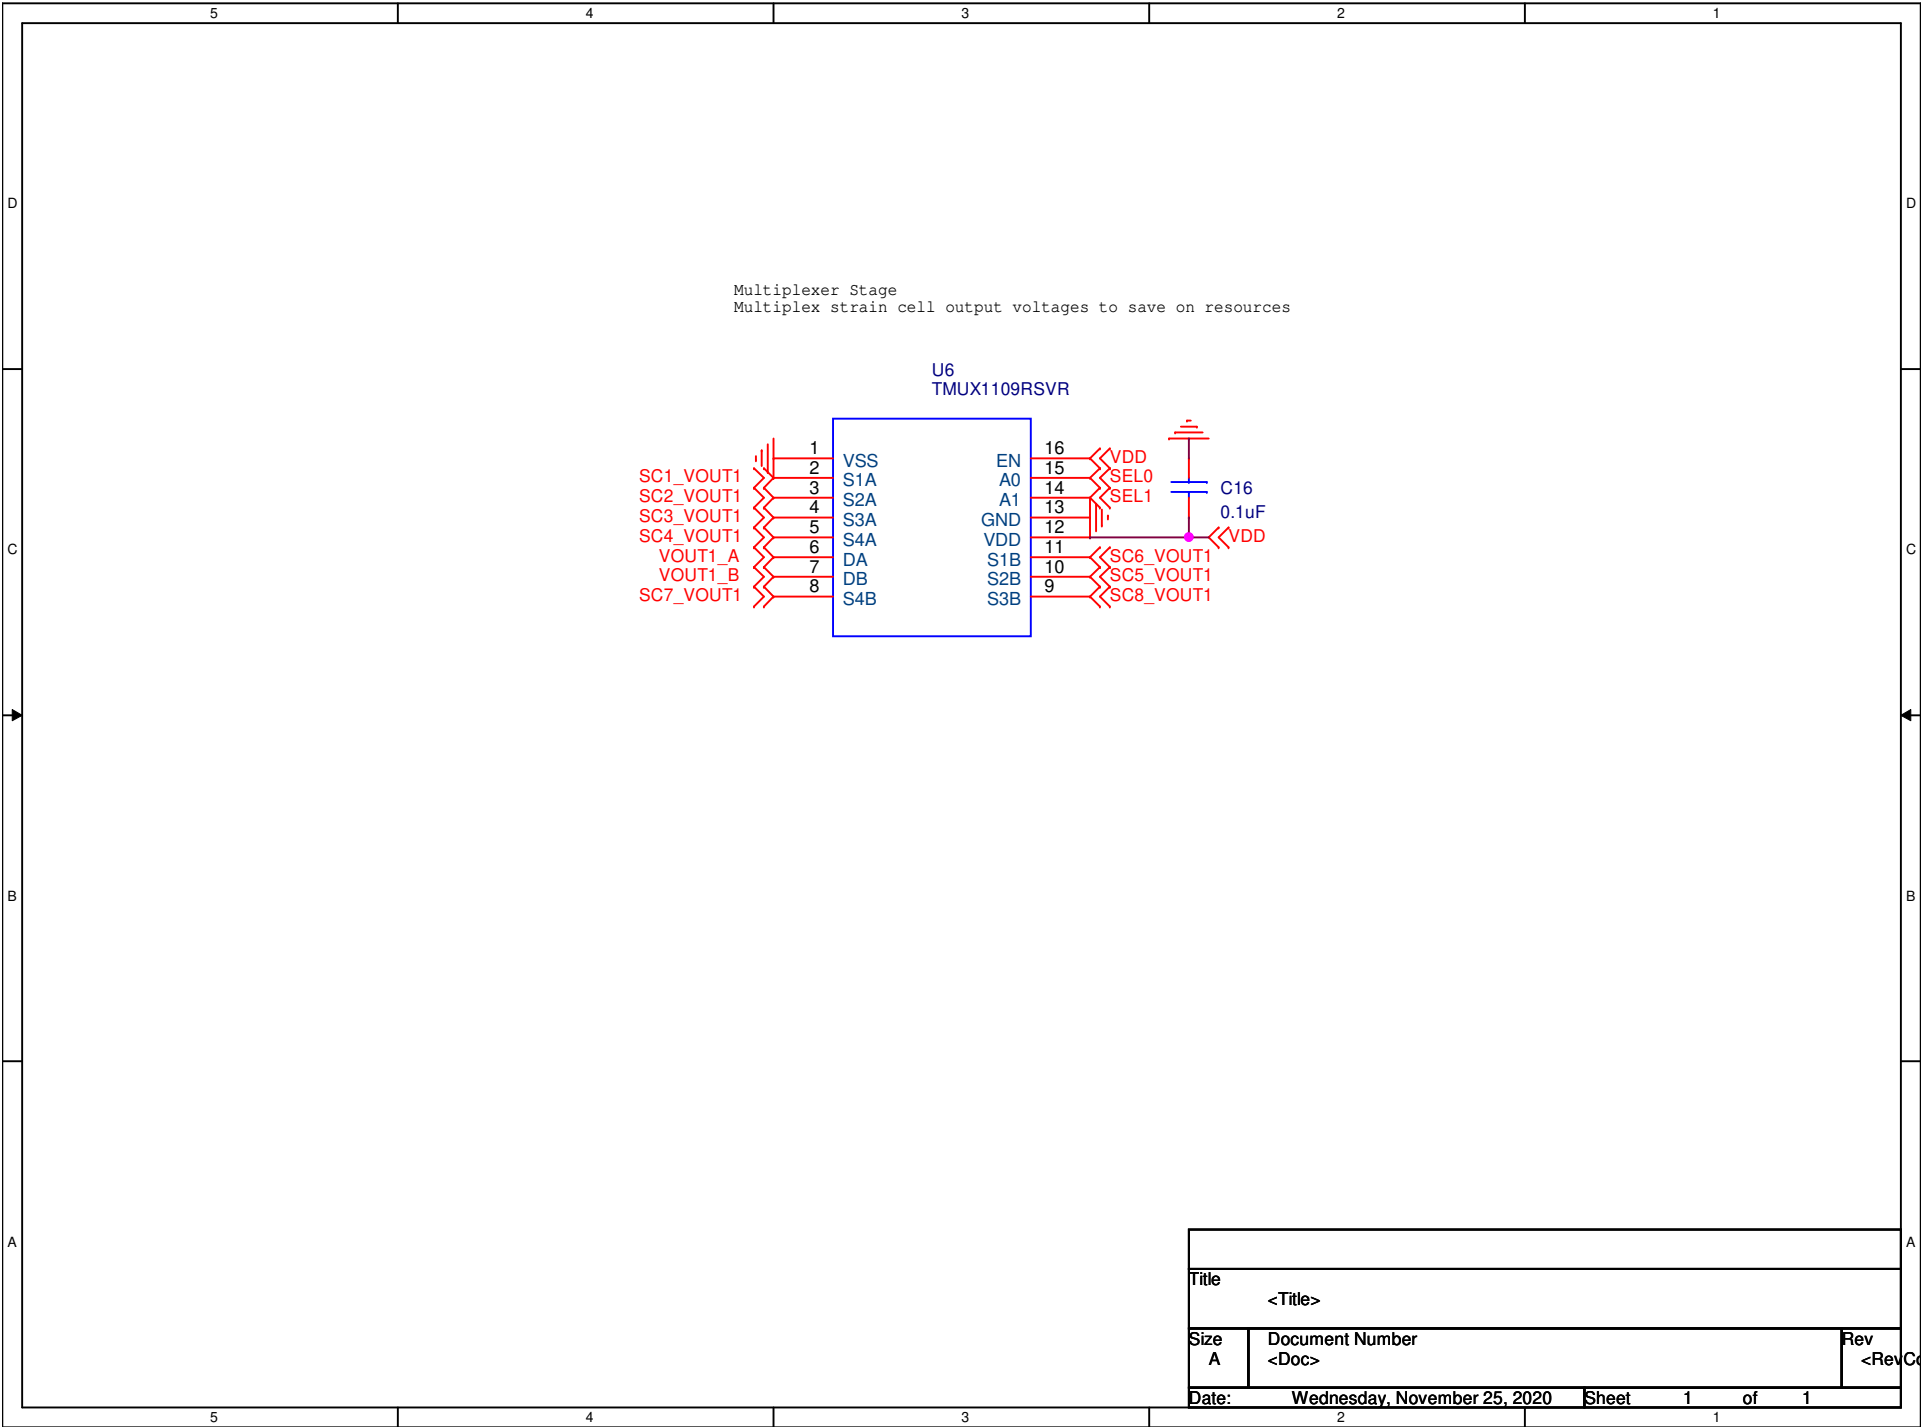 5 4 3 2 1
D D
Multiplexer Stage
Multiplex strain cell output voltages to save on resources
U6
TMUX1109RSVR
1 VSS EN 16 VDD
SC1_VOUT1 2 S1A A0 15 SEL0
SC2_VOUT1 3 S2A A1 14 SEL1
SC3_VOUT1 4 S3A GND 13
SC4_VOUT1 5 S4A VDD 12 VDD
C16
0.1uF
C C
VOUT1_A 6 DA S1B 11 SC6_VOUT1
VOUT1_B 7 DB S2B 10 SC5_VOUT1
SC7_VOUT1 8 S4B S3B 9 SC8_VOUT1
B B
A A
Title
<Title>
Size Document Number Rev
A <Doc> <RevCo
Date: Wednesday, November 25, 2020 Sheet 1 of 1
5 4 3 2 1